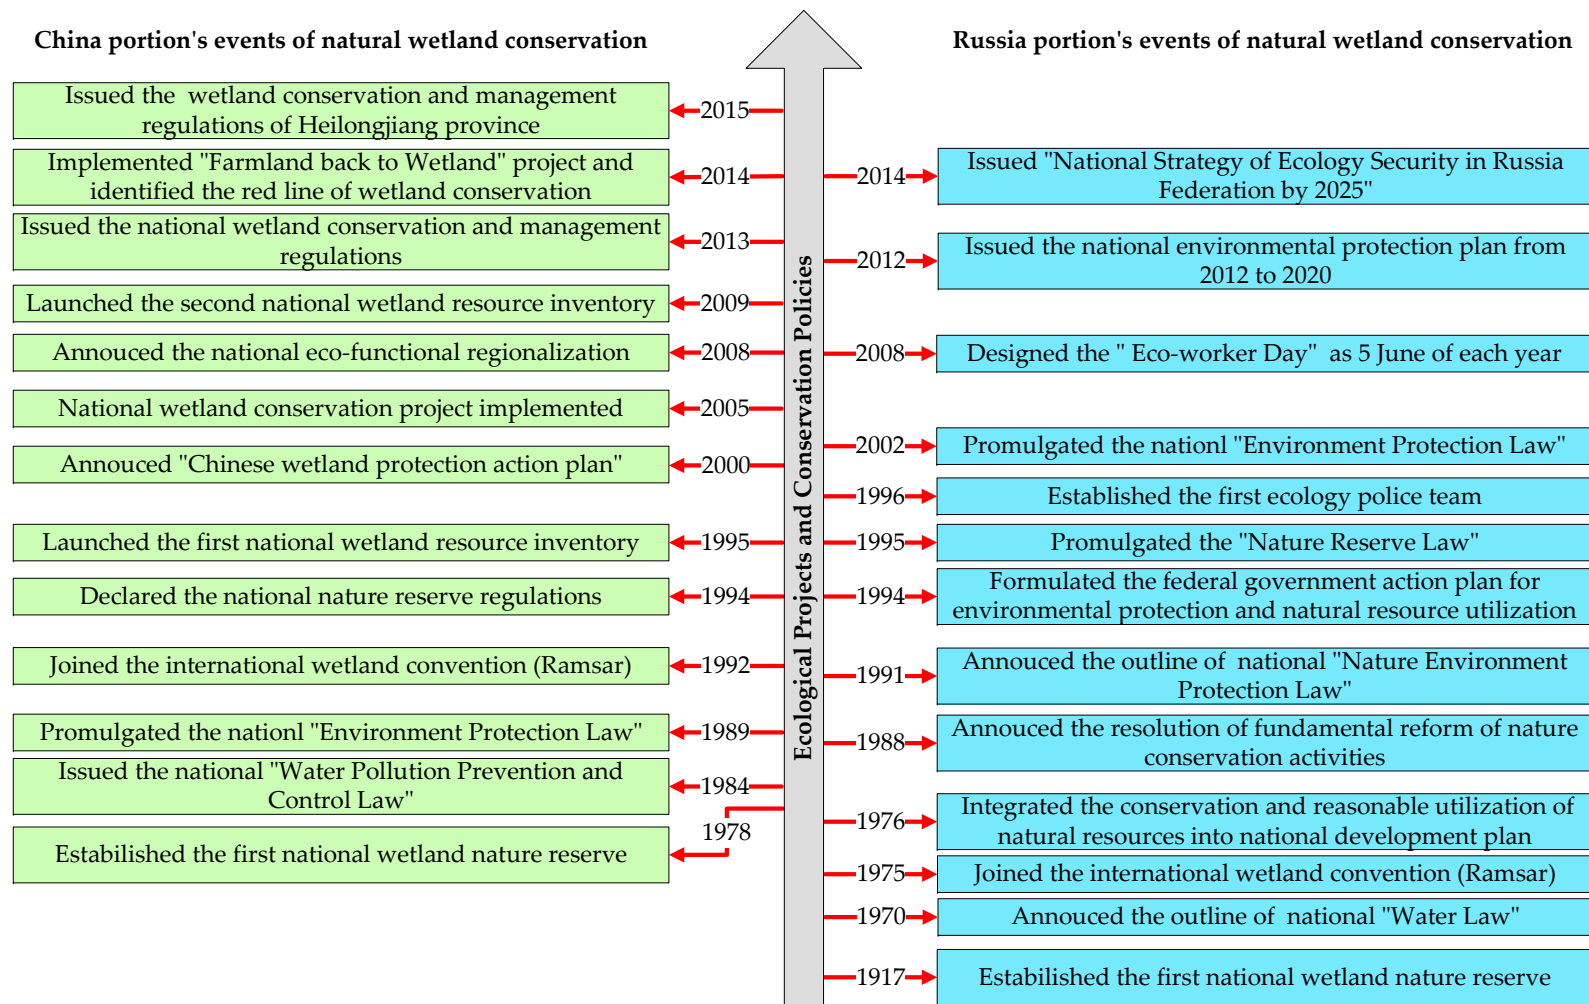 China portion's events of natural wetland conservation
Issued the wetland conservation and management
regulations of Heilongjiang province
2015
Implemented "Farmland back to Wetland" project and
identified the red line of wetland conservation
2014
Issued the national wetland conservation and management
regulations
2013
Launched the second national wetland resource inventory
2009
Annouced the national eco-functional regionalization
2008
National wetland conservation project implemented
2005
Annouced "Chinese wetland protection action plan"
2000
Launched the first national wetland resource inventory
1995
Declared the national nature reserve regulations
1994
Joined the international wetland convention (Ramsar)
1992
Promulgated the nationl "Environment Protection Law"
1989
Issued the national "Water Pollution Prevention and
Control Law"
1984
Estabilished the first national wetland nature reserve
1978
Ecological Projects and Conservation Policies
Russia portion's events of natural wetland conservation
2014
Issued "National Strategy of Ecology Security in Russia
Federation by 2025"
2012
Issued the national environmental protection plan from
2012 to 2020
2008
Designed the " Eco-worker Day" as 5 June of each year
2002
Promulgated the nationl "Environment Protection Law"
1996
Established the first ecology police team
1995
Promulgated the "Nature Reserve Law"
1994
Formulated the federal government action plan for
environmental protection and natural resource utilization
1991
Annouced the outline of national "Nature Environment
Protection Law"
1988
Annouced the resolution of fundamental reform of nature
conservation activities
1976
Integrated the conservation and reasonable utilization of
natural resources into national development plan
1975
Joined the international wetland convention (Ramsar)
1970
Annouced the outline of national "Water Law"
1917
Estabilished the first national wetland nature reserve